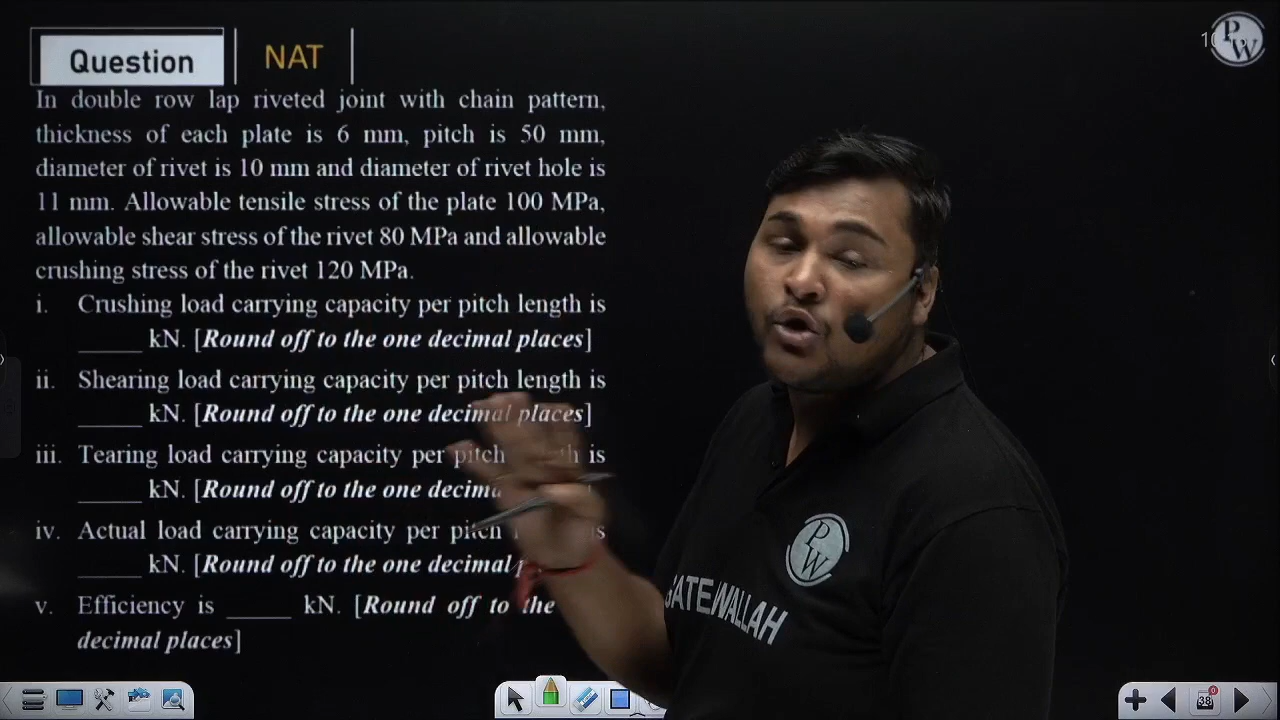 Question
NAT
In double row lap riveted joint with chain pattern,
thickness of each plate is 6 mm, pitch is 50 mm,
diameter of rivet is 10 mm and diameter of rivet hole is
11 mm. Allowable tensile stress of the plate 100 MPa,
allowable shear stress of the rivet 80 MPa and allowable
crushing stress of the rivet 120 MPa.
i. Crushing load carrying capacity per pitch length is
_____ kN. [Round off to the one decimal places]
ii. Shearing load carrying capacity per pitch length is
_____ kN. [Round off to the one decimal places]
iii. Tearing load carrying capacity per pitch is
_____ kN. [Round off to the one
iv. Actual load carrying capacity per pitch
_____ kN. [Round off to the one decimal
v. Efficiency is _____ kN. [Round off to the
decimal places]
PW
PW
GATE WALLAH
38